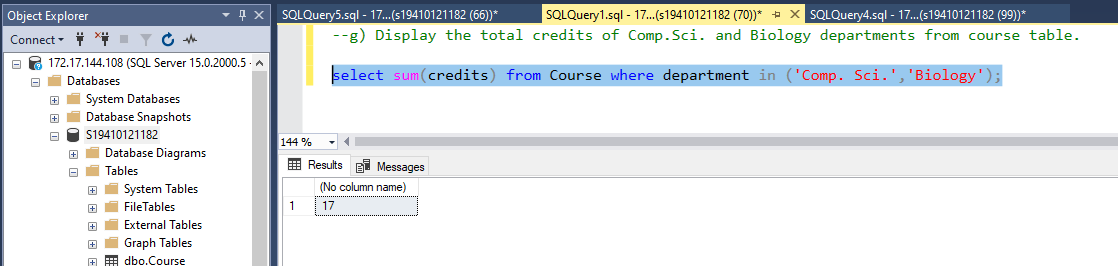 Object Explorer
Connect
172.17.144.108 (SQL Server 15.0.2000.5 -
Databases
System Databases
Database Snapshots
S19410121182
Database Diagrams
Tables
System Tables
FileTables
External Tables
Graph Tables
dbo.Course
SQLQuery5.sql - 17...(s19410121182 (66))*
SQLQuery1.sql - 17...(s19410121182 (70))*
SQLQuery4.sql - 17...(s19410121182 (99))*
--g) Display the total credits of Comp.Sci. and Biology departments from course table.
select sum(credits) from Course where department in ('Comp. Sci.','Biology');
144 %
Results
Messages
(No column name)
1 17